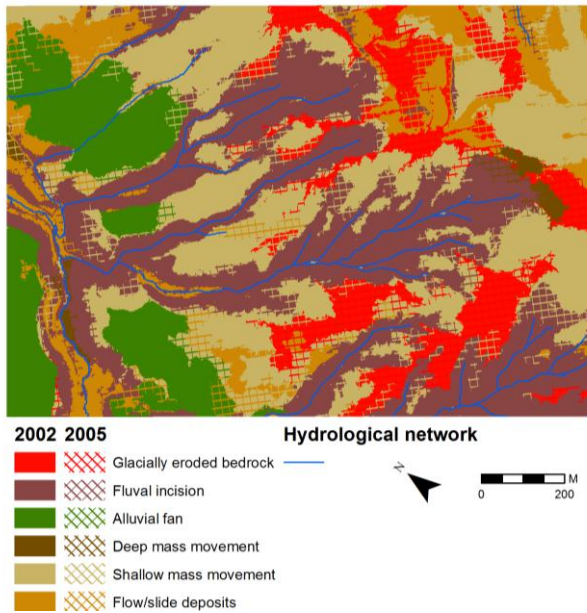 2002 2005 Hydrological network
Glacially eroded bedrock
Fluval incision
N
M
0 200
Alluvial fan
Deep mass movement
Shallow mass movement
Flow/slide deposits